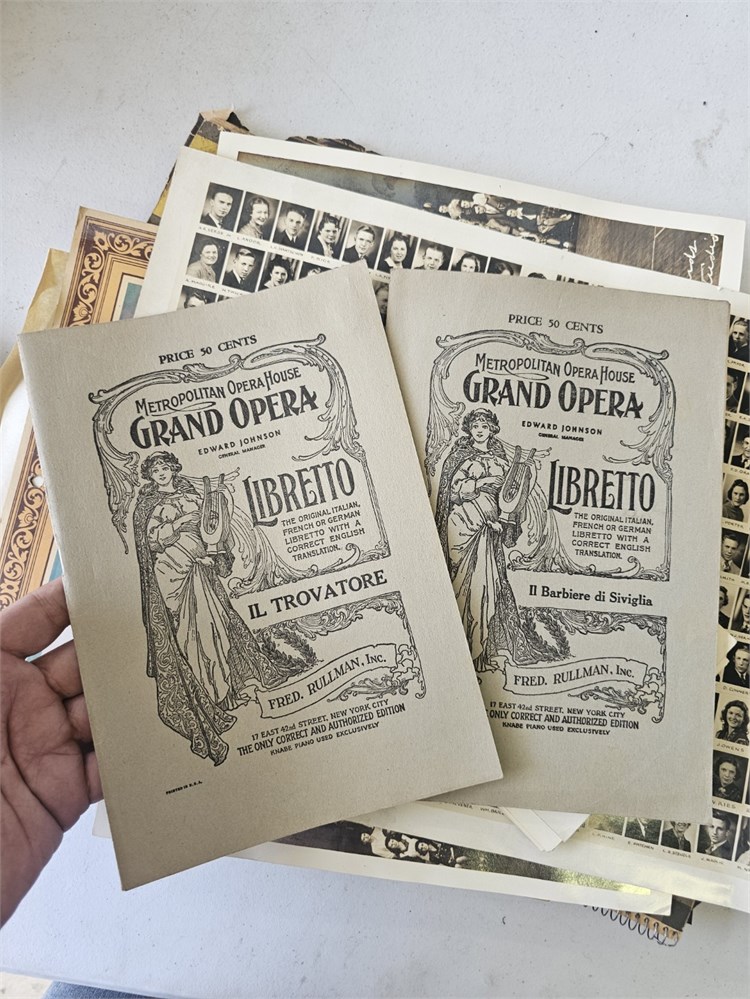 PRICE 50 CENTS
METROPOLITAN OPERA HOUSE
GRAND OPERA
EDWARD JOHNSON
GENERAL MANAGER
LIBRETTO
THE ORIGINAL ITALIAN,
FRENCH OR GERMAN
LIBRETTO WITH A
CORRECT ENGLISH
TRANSLATION.
IL TROVATORE
FRED. RULLMAN, INC.
17 EAST 42nd STREET, NEW YORK CITY
THE ONLY CORRECT AND AUTHORIZED EDITION
KNABE PIANO USED EXCLUSIVELY
PRINTED IN U.S.A.
PRICE 50 CENTS
METROPOLITAN OPERA HOUSE
GRAND OPERA
EDWARD JOHNSON
GENERAL MANAGER
LIBRETTO
THE ORIGINAL ITALIAN,
FRENCH OR GERMAN
LIBRETTO WITH A
CORRECT ENGLISH
TRANSLATION.
Il Barbiere di Siviglia
FRED. RULLMAN, INC.
17 EAST 42nd STREET, NEW YORK CITY
THE ONLY CORRECT AND AUTHORIZED EDITION
KNABE PIANO USED EXCLUSIVELY